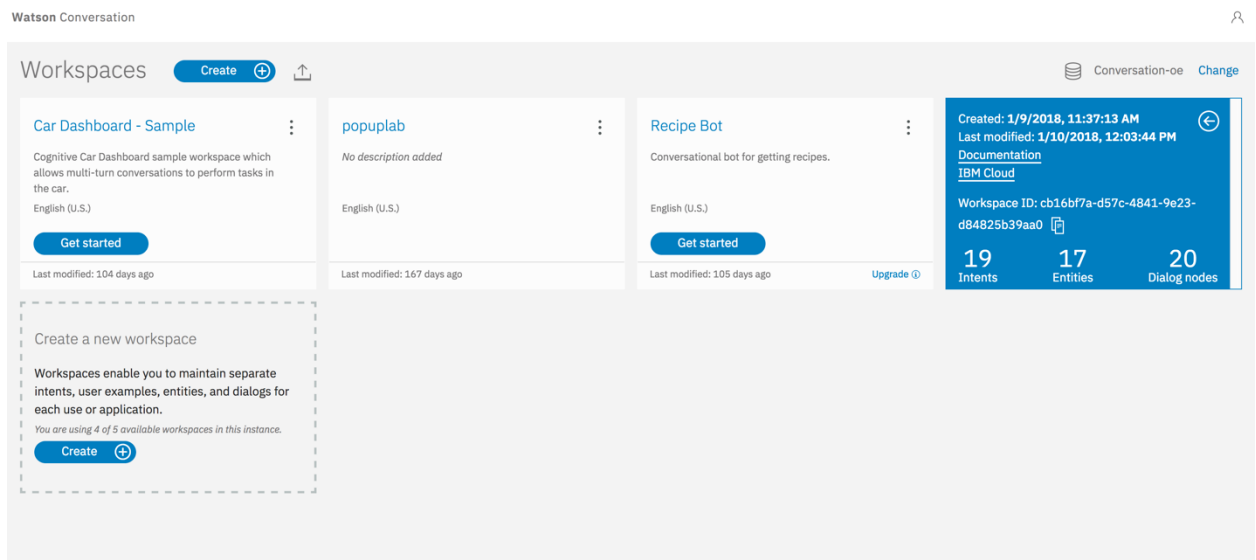 Watson Conversation
Workspaces
Create
Conversation-oe
Change
Car Dashboard - Sample
Cognitive Car Dashboard sample workspace which
allows multi-turn conversations to perform tasks in
the car.
English (U.S.)
Get started
Last modified: 104 days ago
popuplab
No description added
English (U.S.)
Last modified: 167 days ago
Recipe Bot
Conversational bot for getting recipes.
English (U.S.)
Get started
Last modified: 105 days ago
Upgrade
Created: 1/9/2018, 11:37:13 AM
Last modified: 1/10/2018, 12:03:44 PM
Documentation
IBM Cloud
Workspace ID: cb16bf7a-d57c-4841-9e23-
d84825b39aa0
19 17 20
Intents Entities Dialog nodes
Create a new workspace
Workspaces enable you to maintain separate
intents, user examples, entities, and dialogs for
each use or application.
You are using 4 of 5 available workspaces in this instance.
Create